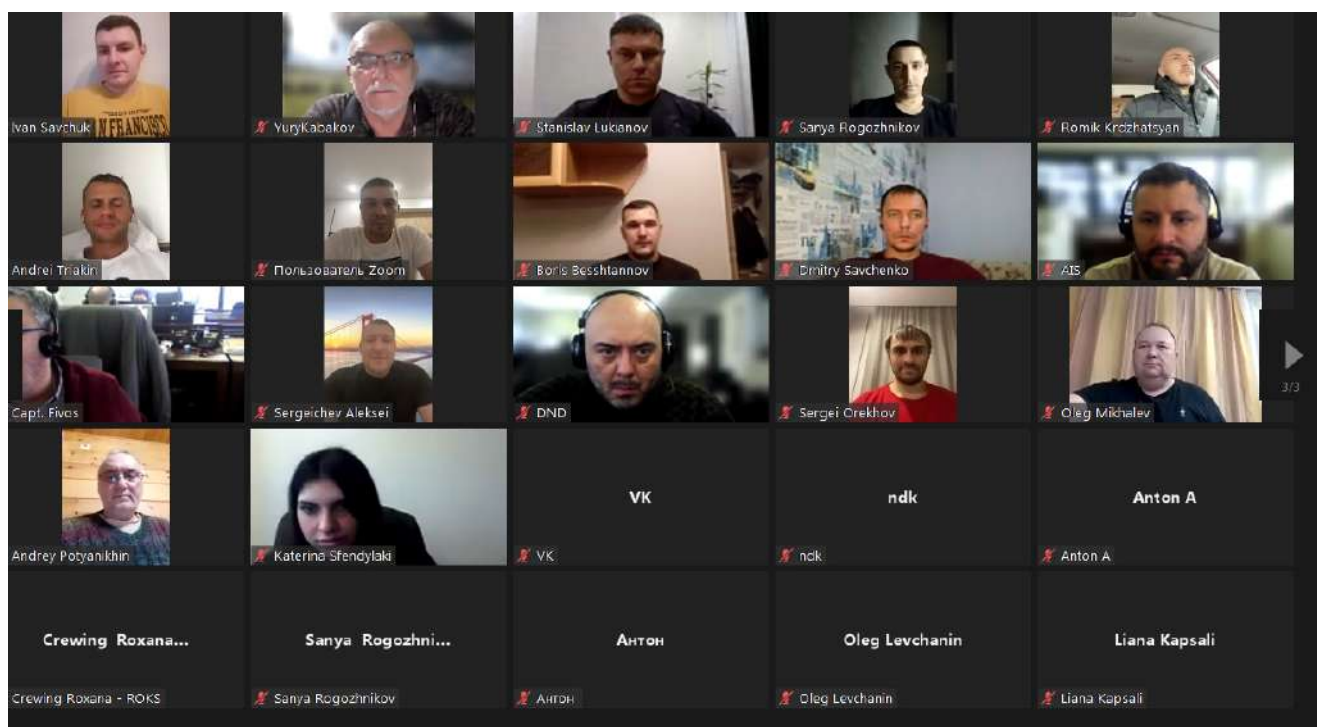 Ivan Savchuk
N FRANCISC
YuryKabakov
Stanislav Lukianov
Sanya Rogozhnikov
Romik Krdzhatsyan
Andrei Triakin
Пользователь Zoom
Boris Besshtannov
Dmitry Savchenko
AIS
Capt. Fivos
Sergeichev Aleksei
DND
Sergei Orekhov
Oleg Mikhalev
3/3
Andrey Potyanikhin
Katerina Sfendylaki
VK
VK
ndk
ndk
Anton A
Anton A
Crewing Roxana...
Crewing Roxana - ROKS
Sanya Rogozhni...
Sanya Rogozhnikov
Антон
Антон
Oleg Levchanin
Oleg Levchanin
Liana Kapsali
Liana Kapsali